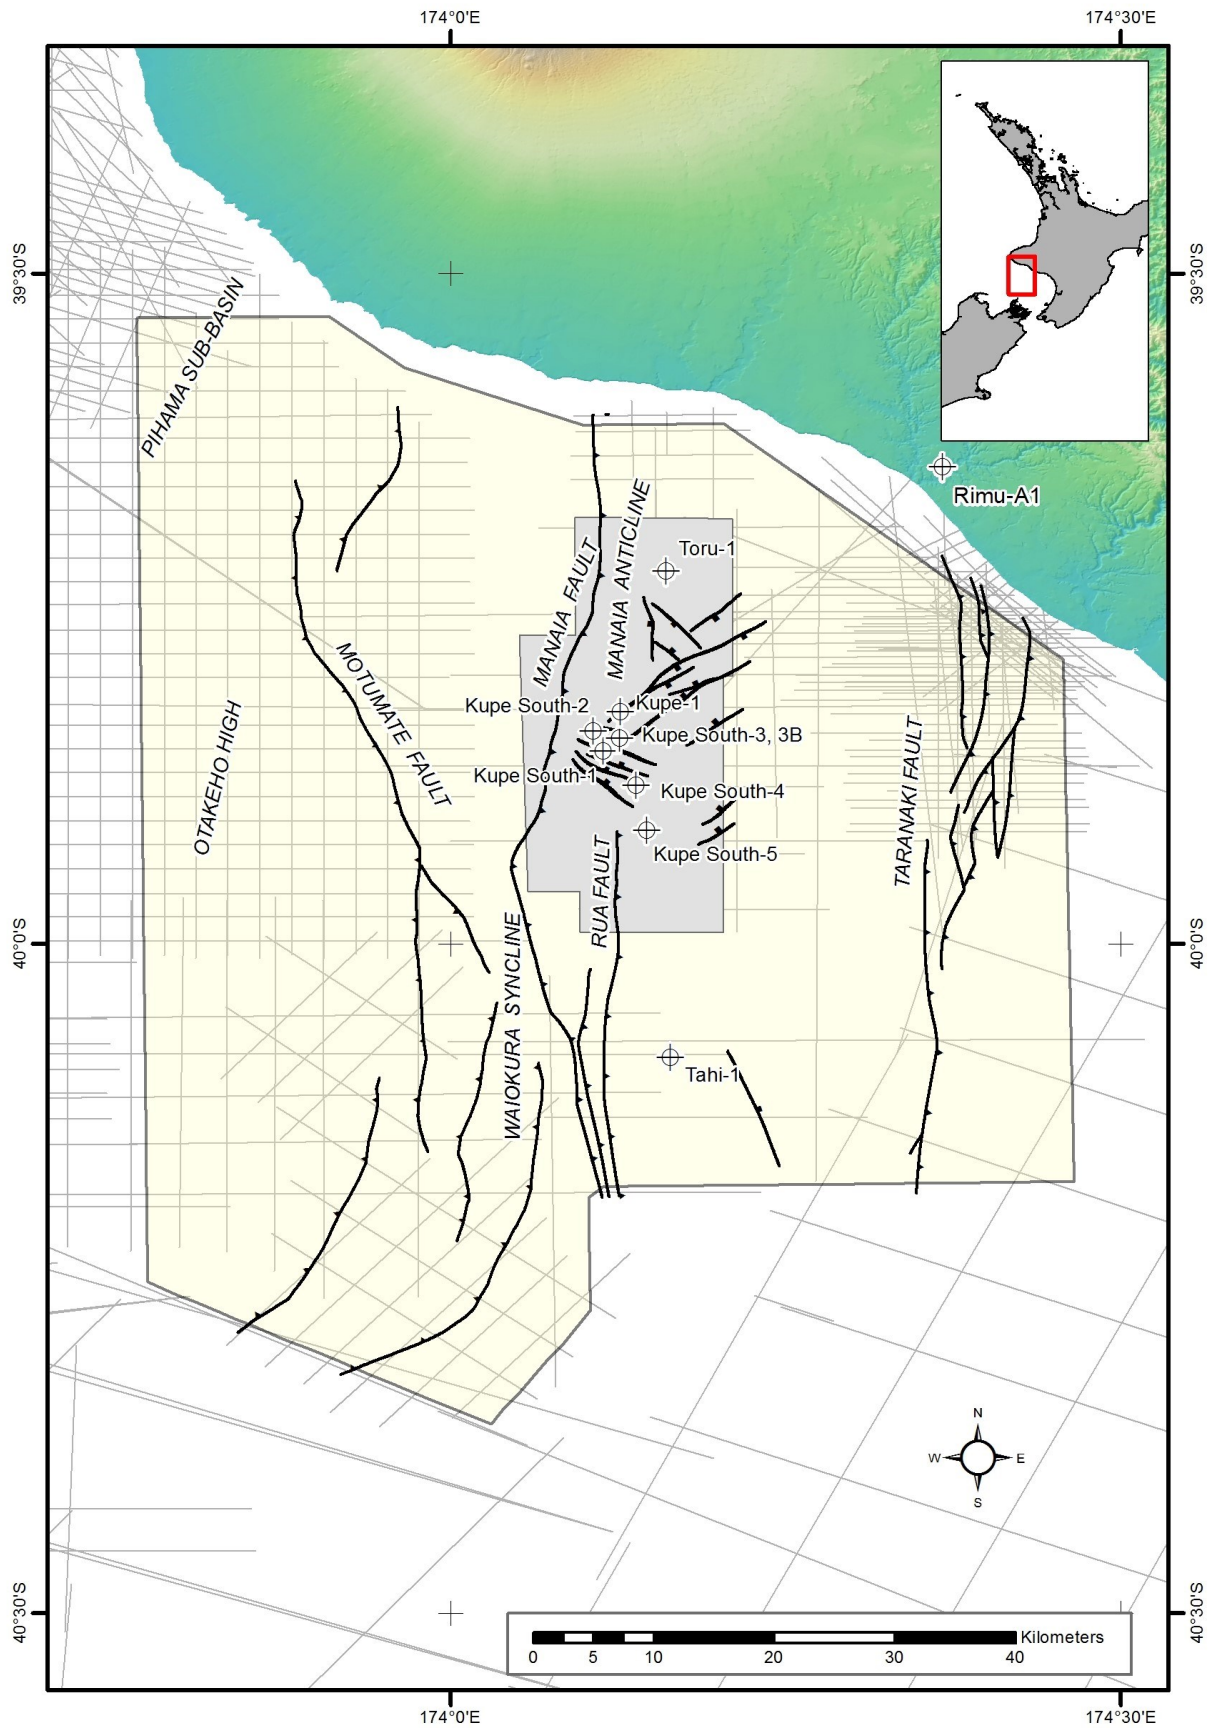 174°0'E
174°30'E
39°30'S
39°30'S
PIHAMA SUB-BASIN
Rimu-A1
MANAIA FAULT
MANAIA ANTICLINE
Toru-1
MOTUMATE FAULT
Kupe South-2
Kupe-1
Kupe South-3, 3B
OTAKEHO HIGH
Kupe South-1
Kupe South-4
TARANAKI FAULT
Kupe South-5
RUA FAULT
40°0'S
40°0'S
WAIOKURA SYNCLINE
Tahi-1
N
W
E
S
40°30'S
40°30'S
Kilometers
0 5 10 20 30 40
174°0'E
174°30'E